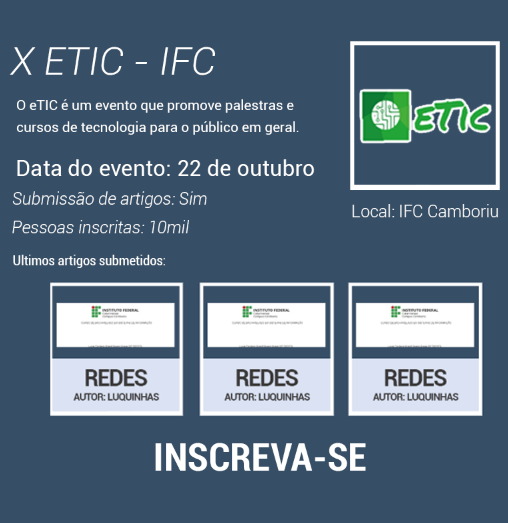 X ETIC - IFC
O eTIC é um evento que promove palestras e
cursos de tecnologia para o público em geral.
eTIC
Data do evento: 22 de outubro
Submissão de artigos: Sim
Local: IFC Camboriu
Pessoas inscritas: 10mil
Ultimos artigos submetidos:
INSTITUTO FEDERAL
INSTITUTO FEDERAL
INSTITUTO FEDERAL
REDES
AUTOR: LUQUINHAS
REDES
AUTOR: LUQUINHAS
REDES
AUTOR: LUQUINHAS
INSCREVA-SE